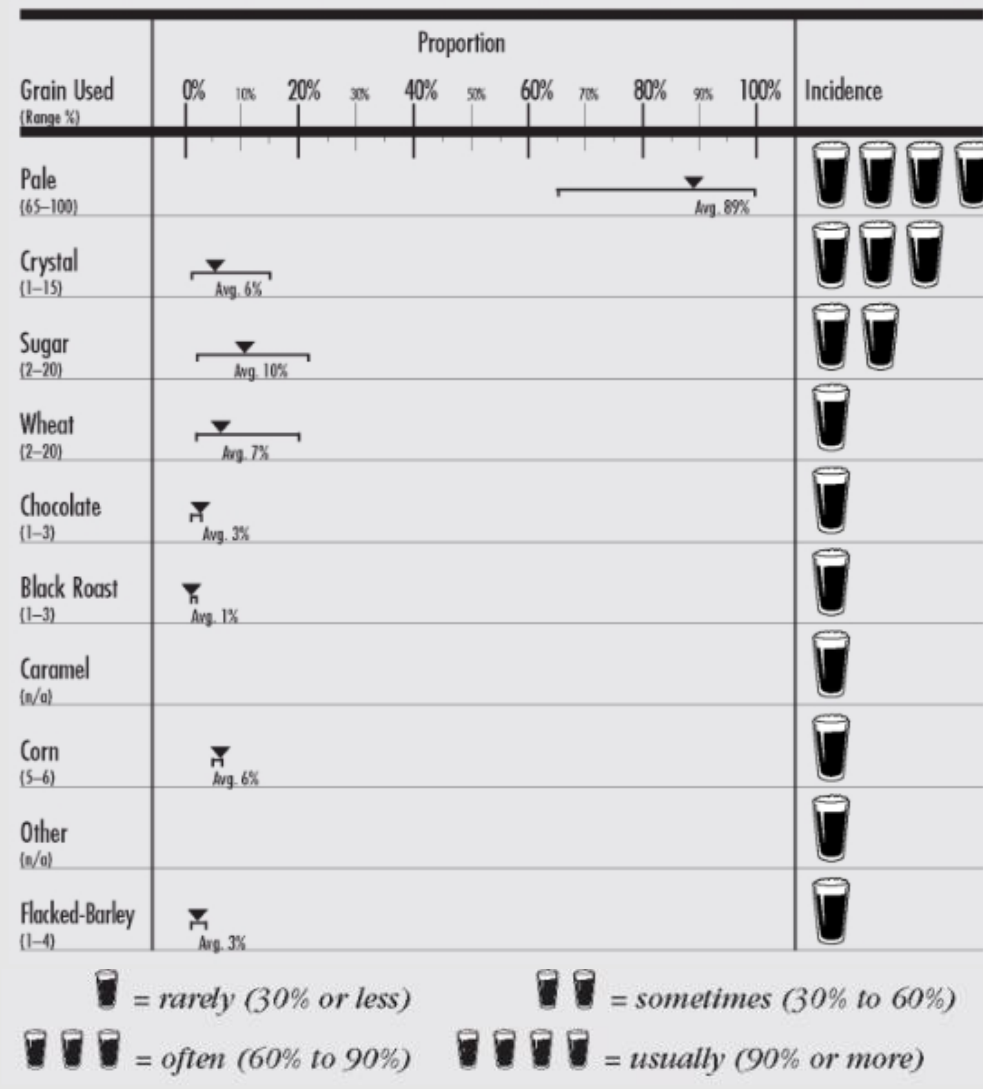 Proportion
Grain Used 0% 10% 20% 30% 40% 50% 60% 70% 80% 90% 100% Incidence
(Range %)
Pale
(65–100) Avg. 89%
Crystal
(1–15) Avg. 6%
Sugar
(2–20) Avg. 10%
Wheat
(2–20) Avg. 7%
Chocolate
(1–3) Avg. 3%
Black Roast
(1–3) Avg. 1%
Caramel
(n/a)
Corn
(5–6) Avg. 6%
Other
(n/a)
Flacked-Barley
(1–4) Avg. 3%
= rarely (30% or less) = sometimes (30% to 60%)
= often (60% to 90%) = usually (90% or more)